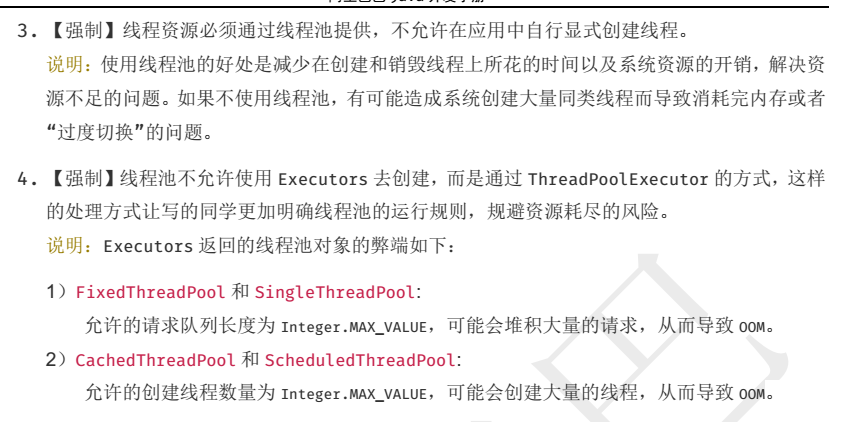 3. 【强制】线程资源必须通过线程池提供，不允许在应用中自行显式创建线程。
说明：使用线程池的好处是减少在创建和销毁线程上所花的时间以及系统资源的开销，解决资
源不足的问题。如果不使用线程池，有可能造成系统创建大量同类线程而导致消耗完内存或者
“过度切换”的问题。
4. 【强制】线程池不允许使用 Executors 去创建，而是通过 ThreadPoolExecutor 的方式，这样
的处理方式让写的同学更加明确线程池的运行规则，规避资源耗尽的风险。
说明：Executors 返回的线程池对象的弊端如下：
1）FixedThreadPool 和 SingleThreadPool:
允许的请求队列长度为 Integer.MAX_VALUE，可能会堆积大量的请求，从而导致 OOM。
2）CachedThreadPool 和 ScheduledThreadPool:
允许的创建线程数量为 Integer.MAX_VALUE，可能会创建大量的线程，从而导致 OOM。